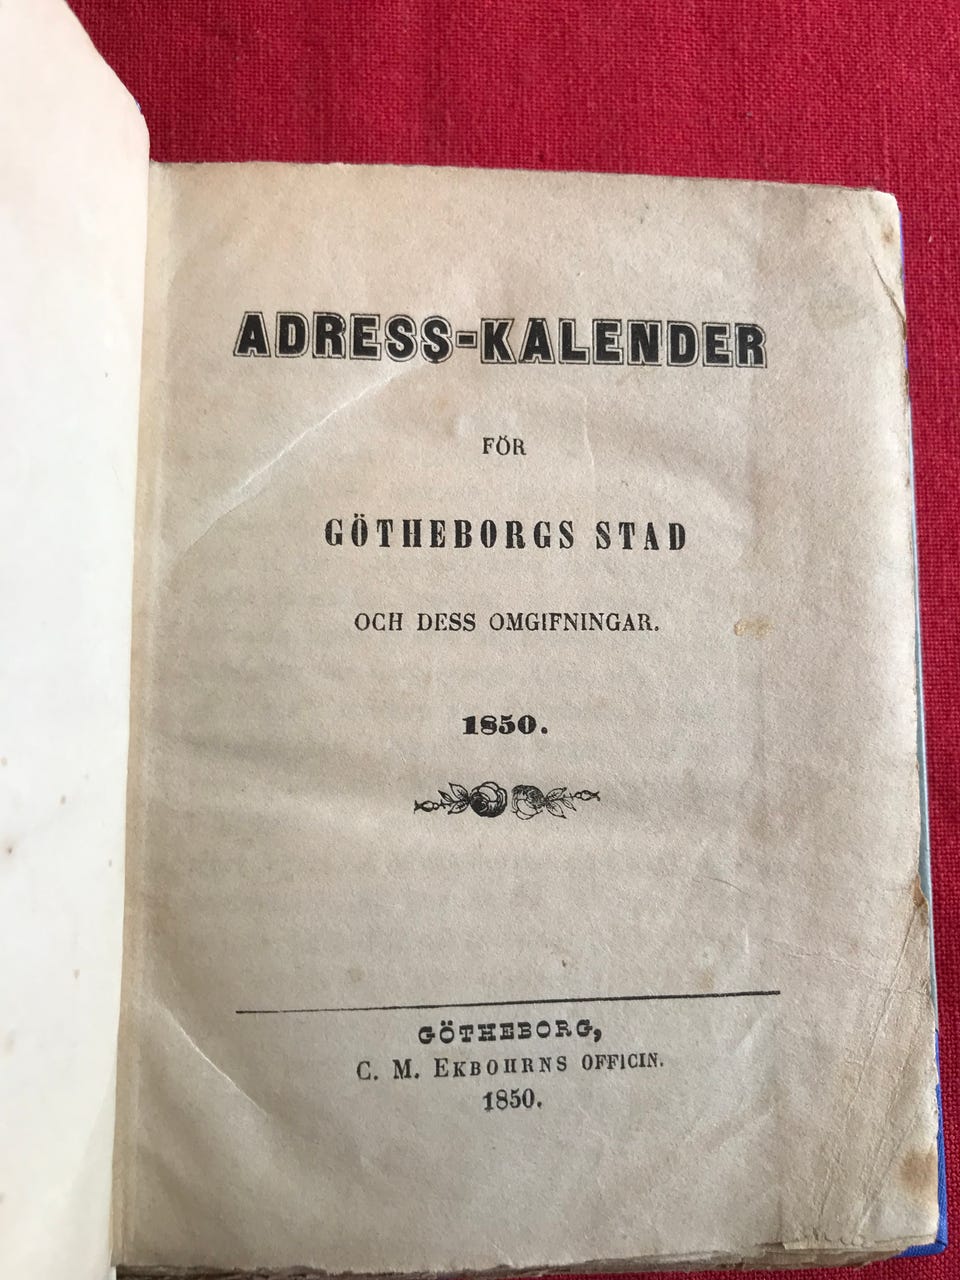 ADRESS-KALENDER
FÖR
GÖTHEBORGS STAD
OCH DESS OMGIFNINGAR.
1850.
GÖTHEBORG,
C. M. EKBOHRNS OFFICIN.
1850.